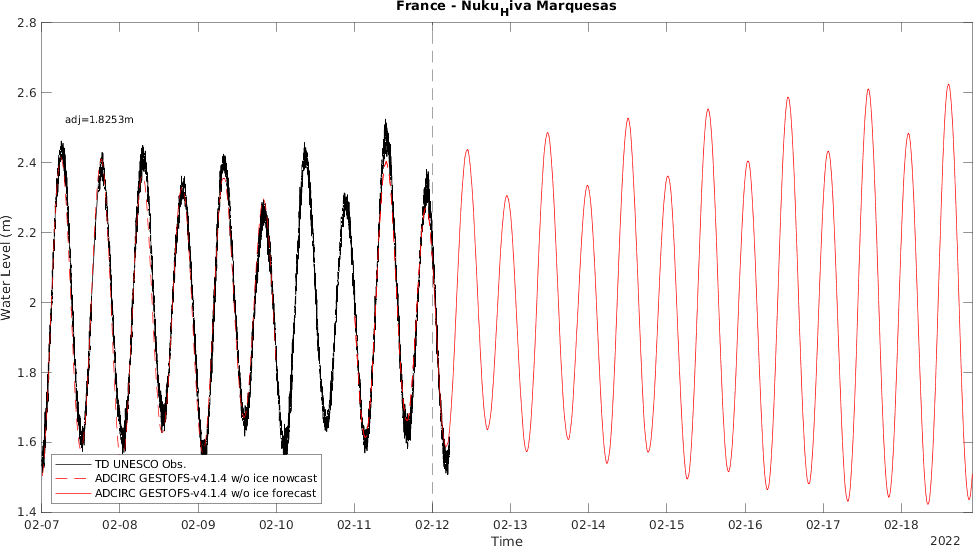 France - Nuku_Hiva Marquesas
2.8
2.6
2.4
2.2
2
1.8
1.6
1.4
Water Level (m)
adj=1.8253m
TD UNESCO Obs.
ADCIRC GESTOFS-v4.1.4 w/o ice nowcast
ADCIRC GESTOFS-v4.1.4 w/o ice forecast
02-07 02-08 02-09 02-10 02-11 02-12 02-13 02-14 02-15 02-16 02-17 02-18
Time
2022